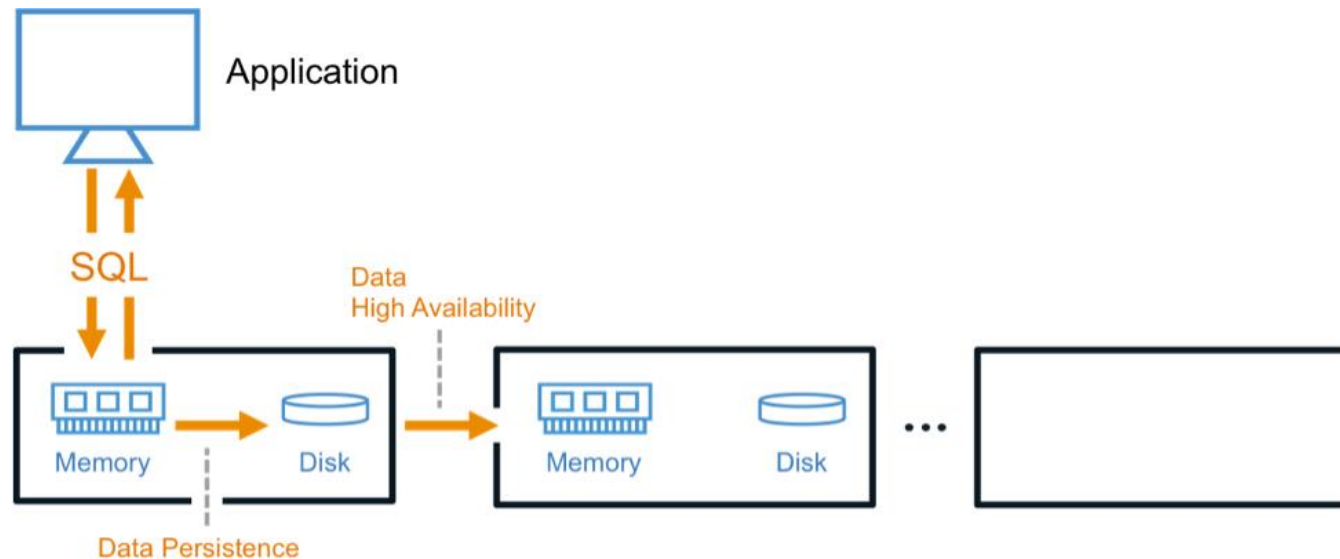 Application
SQL
Data
High Availability
Memory
Disk
Memory
Disk
...
Data Persistence